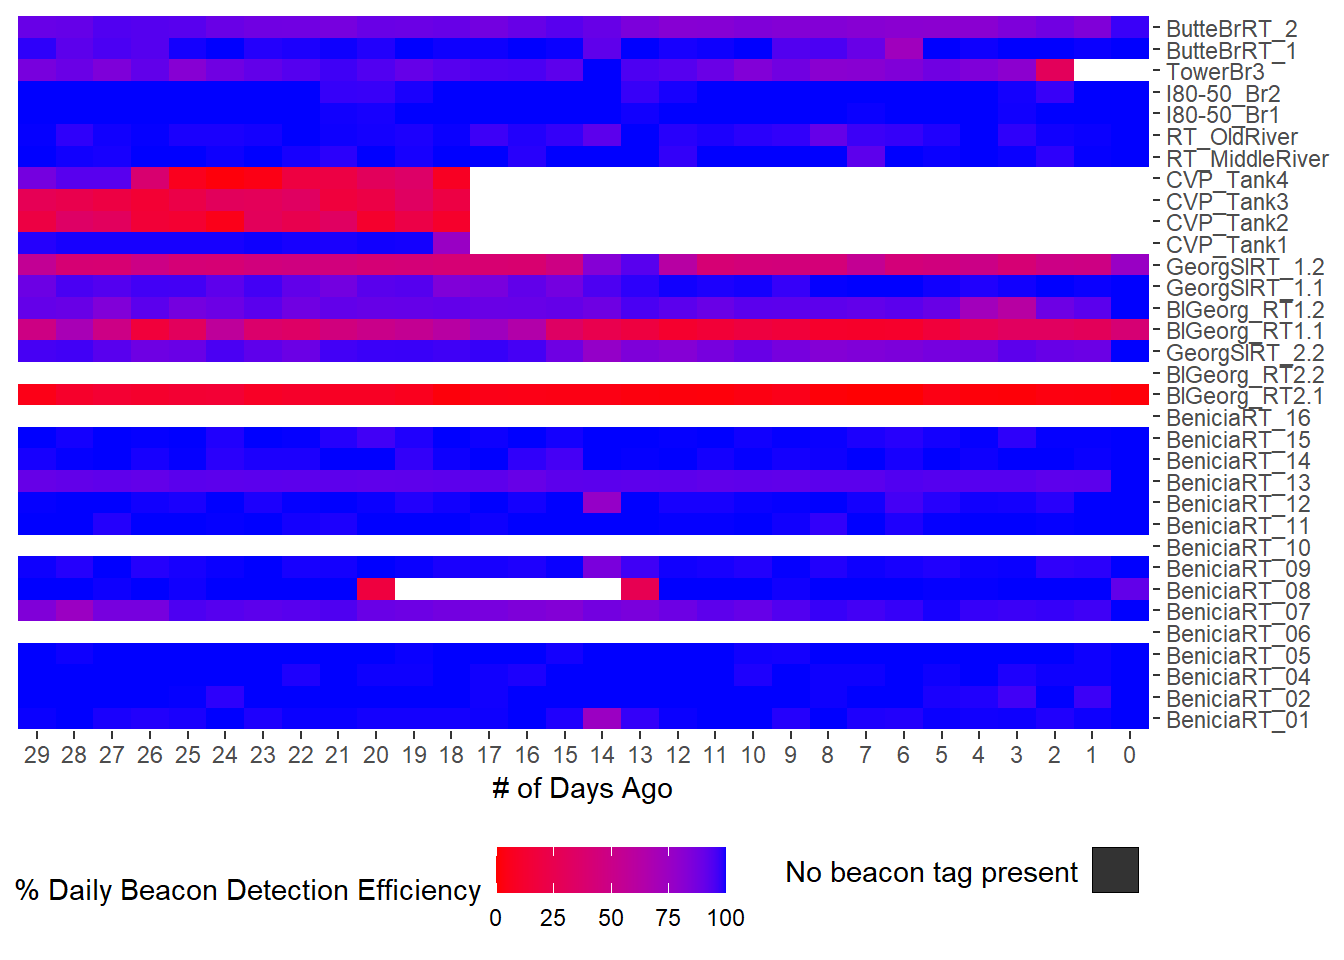 ButteBrRT_2
ButteBrRT_1
TowerBr3
I80-50_Br2
I80-50_Br1
RT_OldRiver
RT_MiddleRiver
CVP_Tank4
CVP_Tank3
CVP_Tank2
CVP_Tank1
GeorgSlRT_1.2
GeorgSlRT_1.1
BlGeorg_RT1.2
BlGeorg_RT1.1
GeorgSlRT_2.2
BlGeorg_RT2.2
BlGeorg_RT2.1
BeniciaRT_16
BeniciaRT_15
BeniciaRT_14
BeniciaRT_13
BeniciaRT_12
BeniciaRT_11
BeniciaRT_10
BeniciaRT_09
BeniciaRT_08
BeniciaRT_07
BeniciaRT_06
BeniciaRT_05
BeniciaRT_04
BeniciaRT_02
BeniciaRT_01
29 28 27 26 25 24 23 22 21 20 19 18 17 16 15 14 13 12 11 10 9 8 7 6 5 4 3 2 1 0
# of Days Ago
% Daily Beacon Detection Efficiency
0 25 50 75 100
No beacon tag present